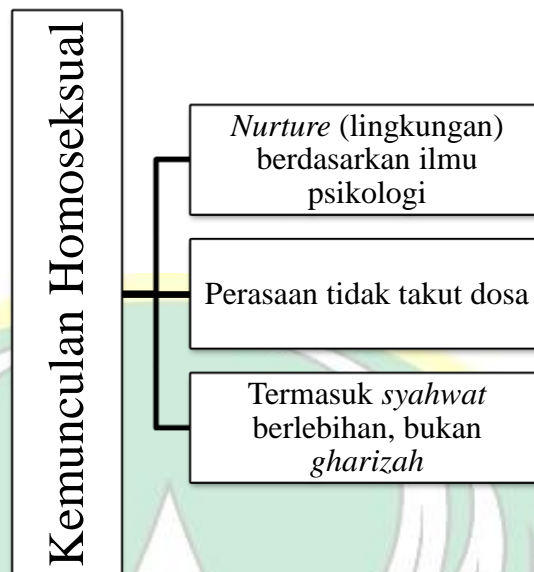 Kemunculan Homoseksual
Nurture (lingkungan)
berdasarkan ilmu
psikologi
Perasaan tidak takut dosa
Termasuk syahwat
berlebihan, bukan
gharizah